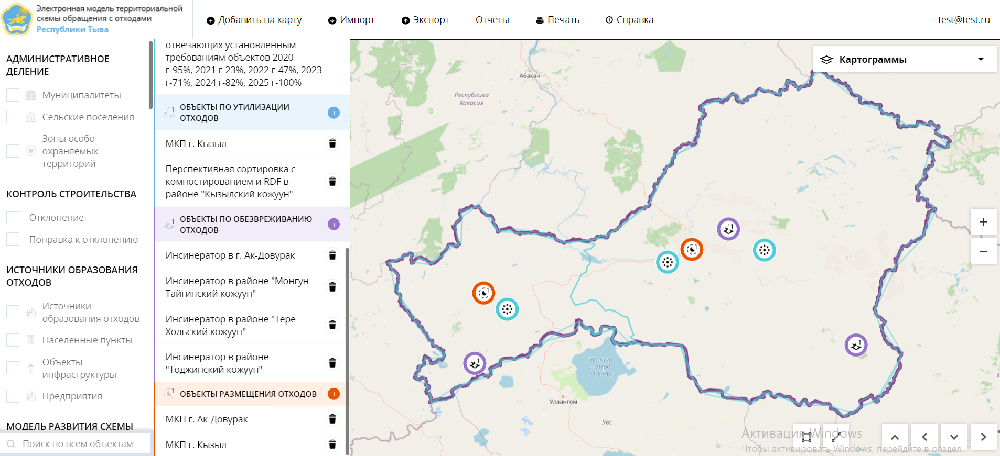 Электронная модель территориальной
схемы обращения с отходами
Республики Тыва
Добавить на карту
Импорт
Экспорт
Отчеты
Печать
Справка
test@test.ru
АДМИНИСТРАТИВНОЕ
ДЕЛЕНИЕ
Муниципалитеты
Сельские поселения
Зоны особо
охраняемых
территорий
КОНТРОЛЬ СТРОИТЕЛЬСТВА
Отклонение
Поправка к отклонению
ИСТОЧНИКИ ОБРАЗОВАНИЯ
ОТХОДОВ
Источники
образования отходов
Населенные пункты
Объекты
инфраструктуры
Предприятия
МОДЕЛЬ РАЗВИТИЯ СХЕМЫ
Поиск по всем объектам
отвечающих установленным
требованиям объектов 2020
г-95%, 2021 г-23%, 2022 г-47%, 2023
г-71%, 2024 г-82%, 2025 г-100%
1
ОБЪЕКТЫ ПО УТИЛИЗАЦИИ
ОТХОДОВ
МКП г. Кызыл
Перспективная сортировка с
компостированием и RDF в
районе "Кызылский кожуун"
1
ОБЪЕКТЫ ПО ОБЕЗВРЕЖИВАНИЮ
ОТХОДОВ
Инсинератор в г. Ак-Довурак
Инсинератор в районе "Монгун-
Тайгинский кожуун"
Инсинератор в районе "Тере-
Хольский кожуун"
Инсинератор в районе
"Тоджинский кожуун"
1
ОБЪЕКТЫ РАЗМЕЩЕНИЯ ОТХОДОВ
МКП г. Ак-Довурак
МКП г. Кызыл
Картограммы
Абакан
Республика
Хакасия
1
1
1
1
1
Увс нуур
- озеро
Убсу-Нур
Улаангом
Увс
Активация Windows
Чтобы активировать Windows, перейдите в раздел